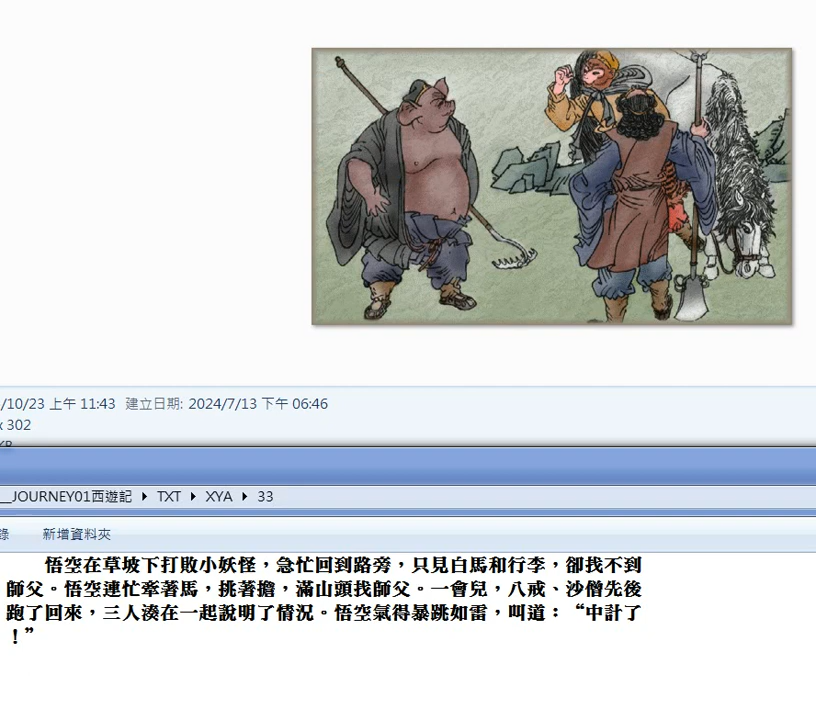 /10/23 上午 11:43 建立日期: 2024/7/13 下午 06:46
x 302
KB
__JOURNEY01西遊記 ▶ TXT ▶ XYA ▶ 33
錄 新增資料夾
悟空在草坡下打敗小妖怪，急忙回到路旁，只見白馬和行李，卻找不到
師父。悟空連忙牽著馬，挑著擔，滿山頭找師父。一會兒，八戒、沙僧先後
跑了回來，三人湊在一起說明了情況。悟空氣得暴跳如雷，叫道：“中計了
！”